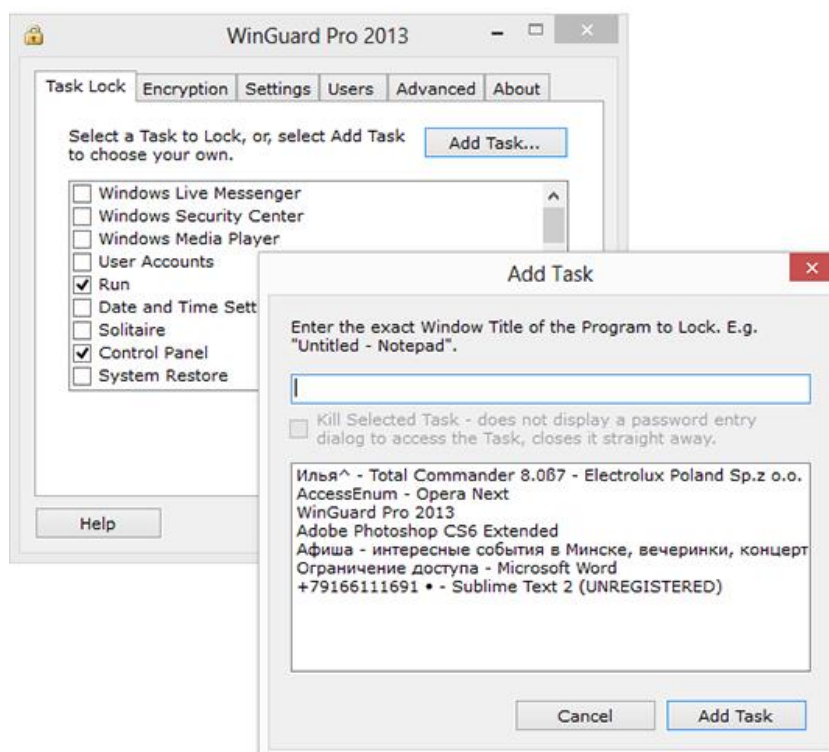 WinGuard Pro 2013
Task Lock Encryption Settings Users Advanced About
Select a Task to Lock, or, select Add Task
to choose your own.
Add Task...
Windows Live Messenger
Windows Security Center
Windows Media Player
User Accounts
Run
Date and Time Sett
Solitaire
Control Panel
System Restore
Help
Add Task
Enter the exact Window Title of the Program to Lock. E.g.
"Untitled - Notepad".
Kill Selected Task - does not display a password entry
dialog to access the Task, closes it straight away.
Илья^ - Total Commander 8.0ß7 - Electrolux Poland Sp.z o.o.
AccessEnum - Opera Next
WinGuard Pro 2013
Adobe Photoshop CS6 Extended
Афиша - интересные события в Минске, вечеринки, концерт
Ограничение доступа - Microsoft Word
+79166111691 • - Sublime Text 2 (UNREGISTERED)
Cancel
Add Task